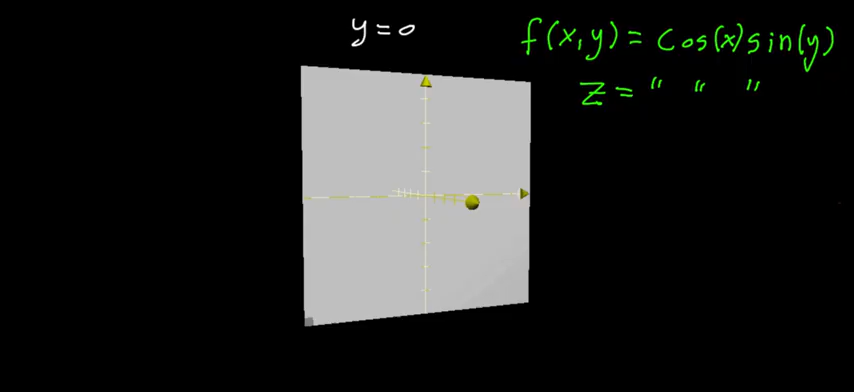 y=0
f(x,y) = cos(x)sin(y)
z = " " "